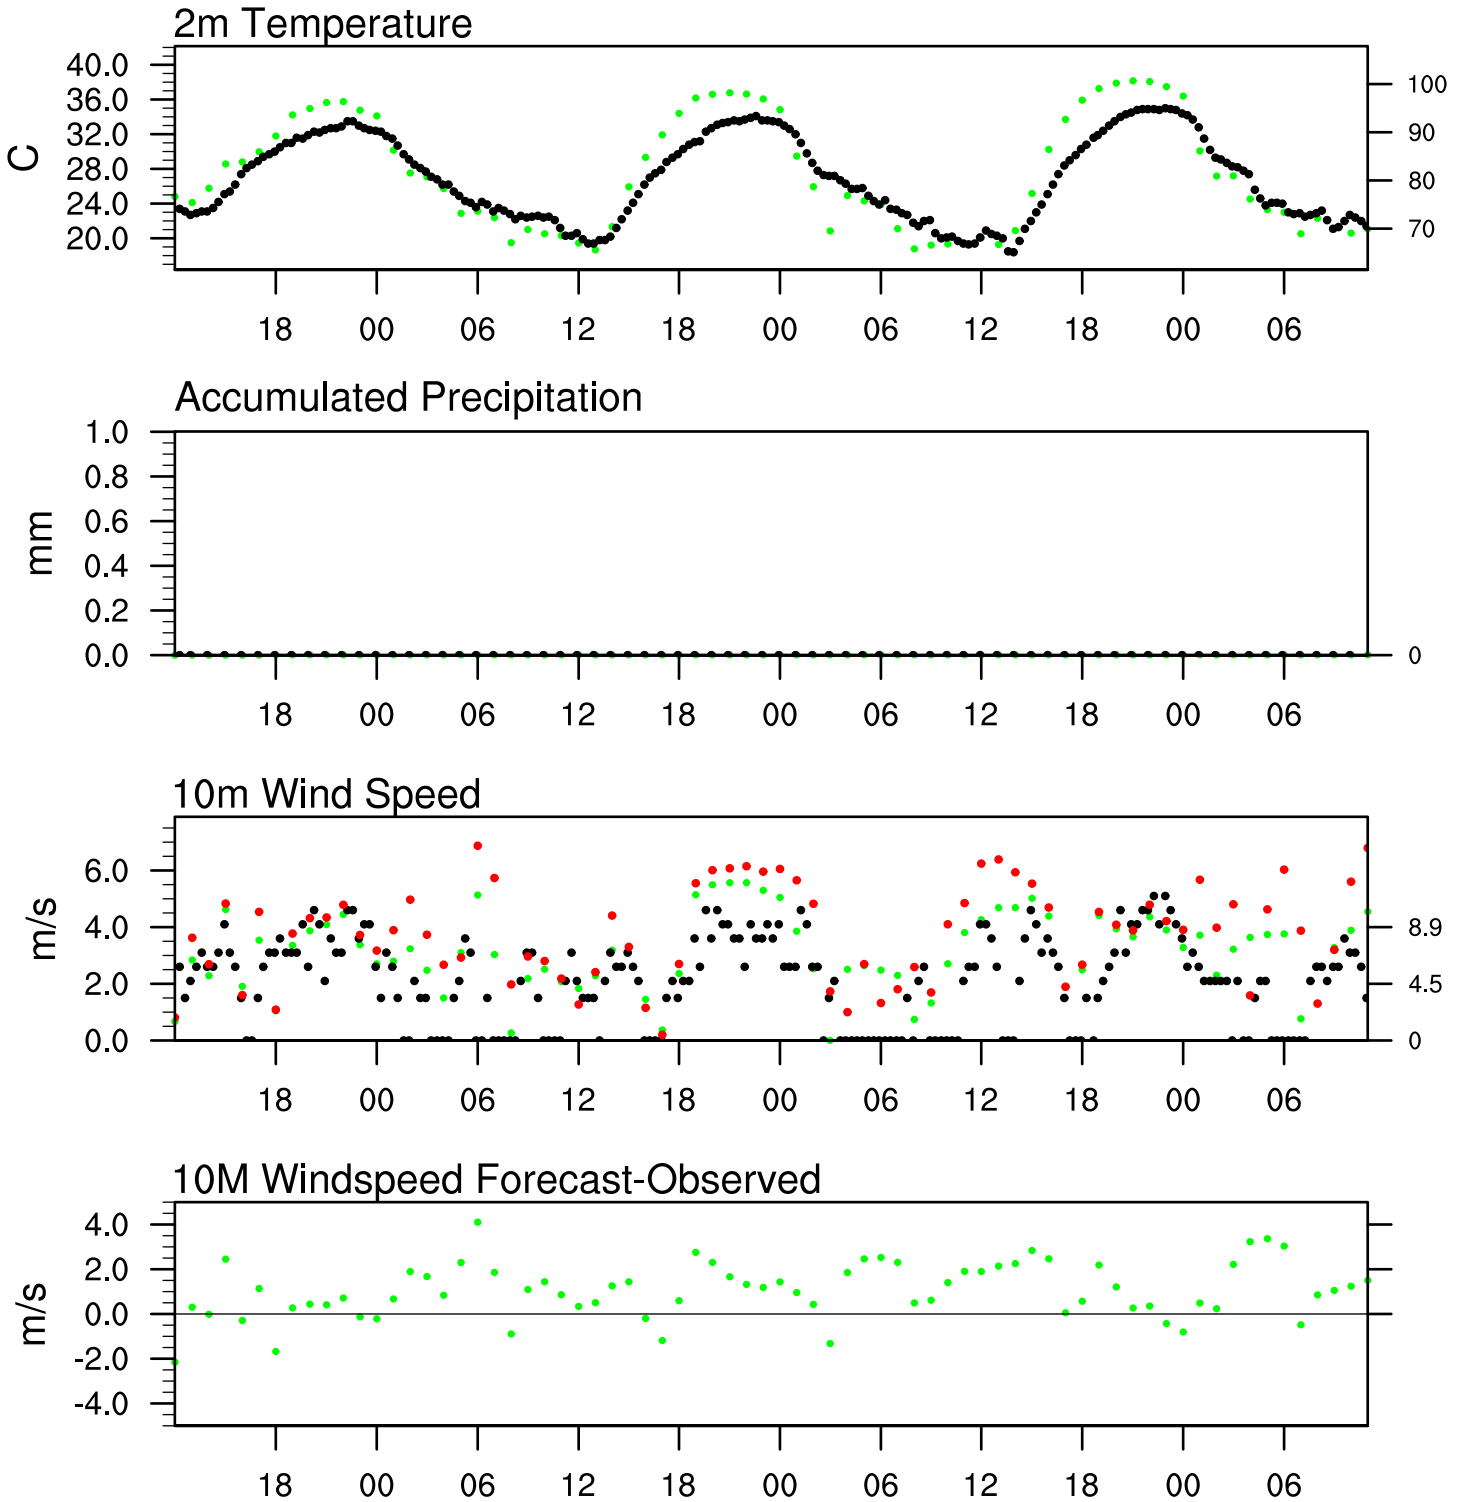 2m Temperature
40.0
36.0
32.0
28.0
24.0
20.0
C
100
90
80
70
18 00 06 12 18 00 06 12 18 00 06
Accumulated Precipitation
1.0
0.8
0.6
0.4
0.2
0.0
mm
0
18 00 06 12 18 00 06 12 18 00 06
10m Wind Speed
6.0
4.0
2.0
0.0
m/s
8.9
4.5
0
18 00 06 12 18 00 06 12 18 00 06
10M Windspeed Forecast-Observed
4.0
2.0
0.0
-2.0
-4.0
m/s
18 00 06 12 18 00 06 12 18 00 06